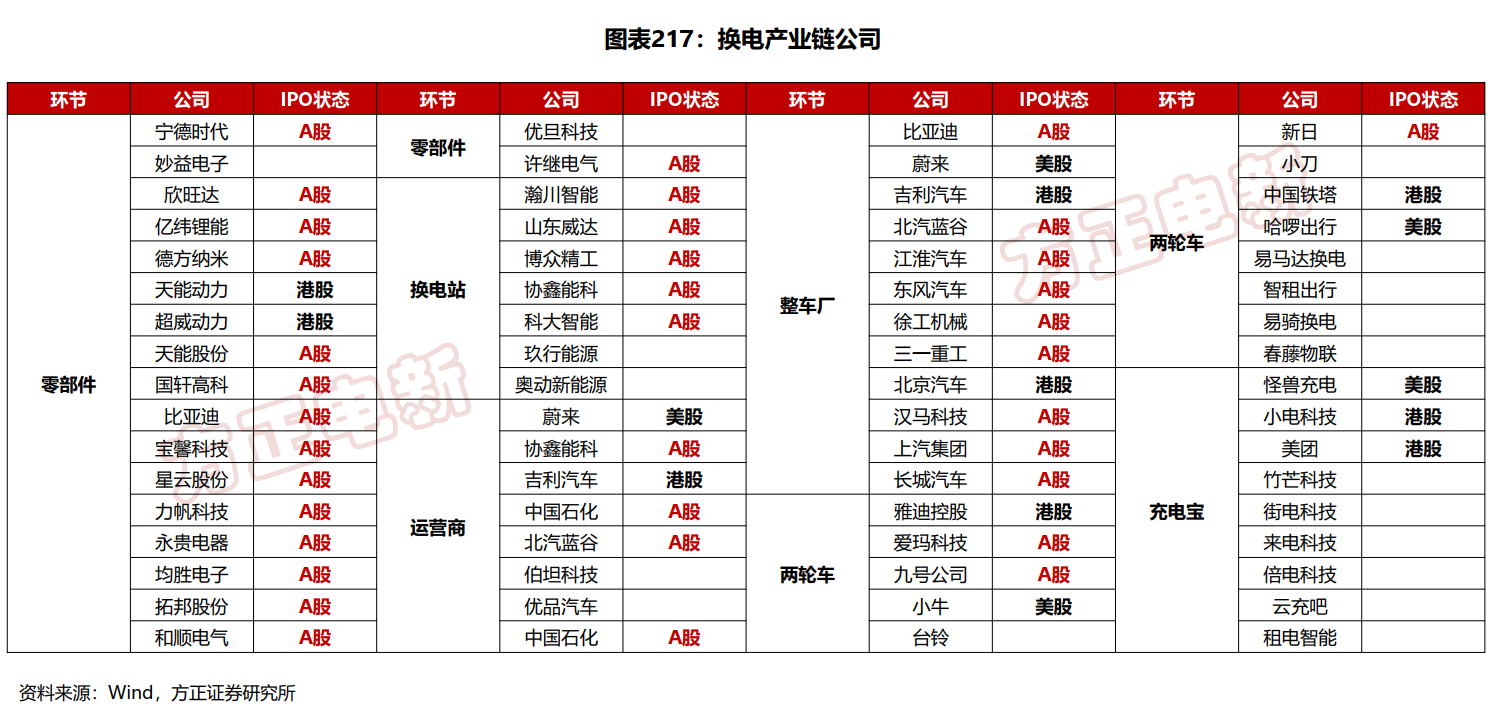 图表217：换电产业链公司
环节 公司 IPO状态 环节 公司 IPO状态 环节 公司 IPO状态 环节 公司 IPO状态
零部件 宁德时代 A股 零部件 优旦科技 整车厂 比亚迪 A股 两轮车 新日 A股
妙益电子 许继电气 A股 蔚来 美股 小刀
欣旺达 A股 换电站 瀚川智能 A股 吉利汽车 港股 中国铁塔 港股
亿纬锂能 A股 山东威达 A股 北汽蓝谷 A股 哈啰出行 美股
德方纳米 A股 博众精工 A股 江淮汽车 A股 易马达换电
天能动力 港股 协鑫能科 A股 东风汽车 A股 智租出行
超威动力 港股 科大智能 A股 徐工机械 A股 易骑换电
天能股份 A股 玖行能源 三一重工 A股 春藤物联
国轩高科 A股 奥动新能源 北京汽车 港股 充电宝 怪兽充电 美股
比亚迪 A股 运营商 蔚来 美股 汉马科技 A股 小电科技 港股
宝馨科技 A股 协鑫能科 A股 上汽集团 A股 美团 港股
星云股份 A股 吉利汽车 港股 长城汽车 A股 竹芒科技
力帆科技 A股 中国石化 A股 两轮车 雅迪控股 港股 街电科技
永贵电器 A股 北汽蓝谷 A股 爱玛科技 A股 来电科技
均胜电子 A股 伯坦科技 九号公司 A股 倍电科技
拓邦股份 A股 优品汽车 小牛 美股 云充吧
和顺电气 A股 中国石化 A股 台铃 租电智能
方正电新
方正电新
资料来源：Wind，方正证券研究所